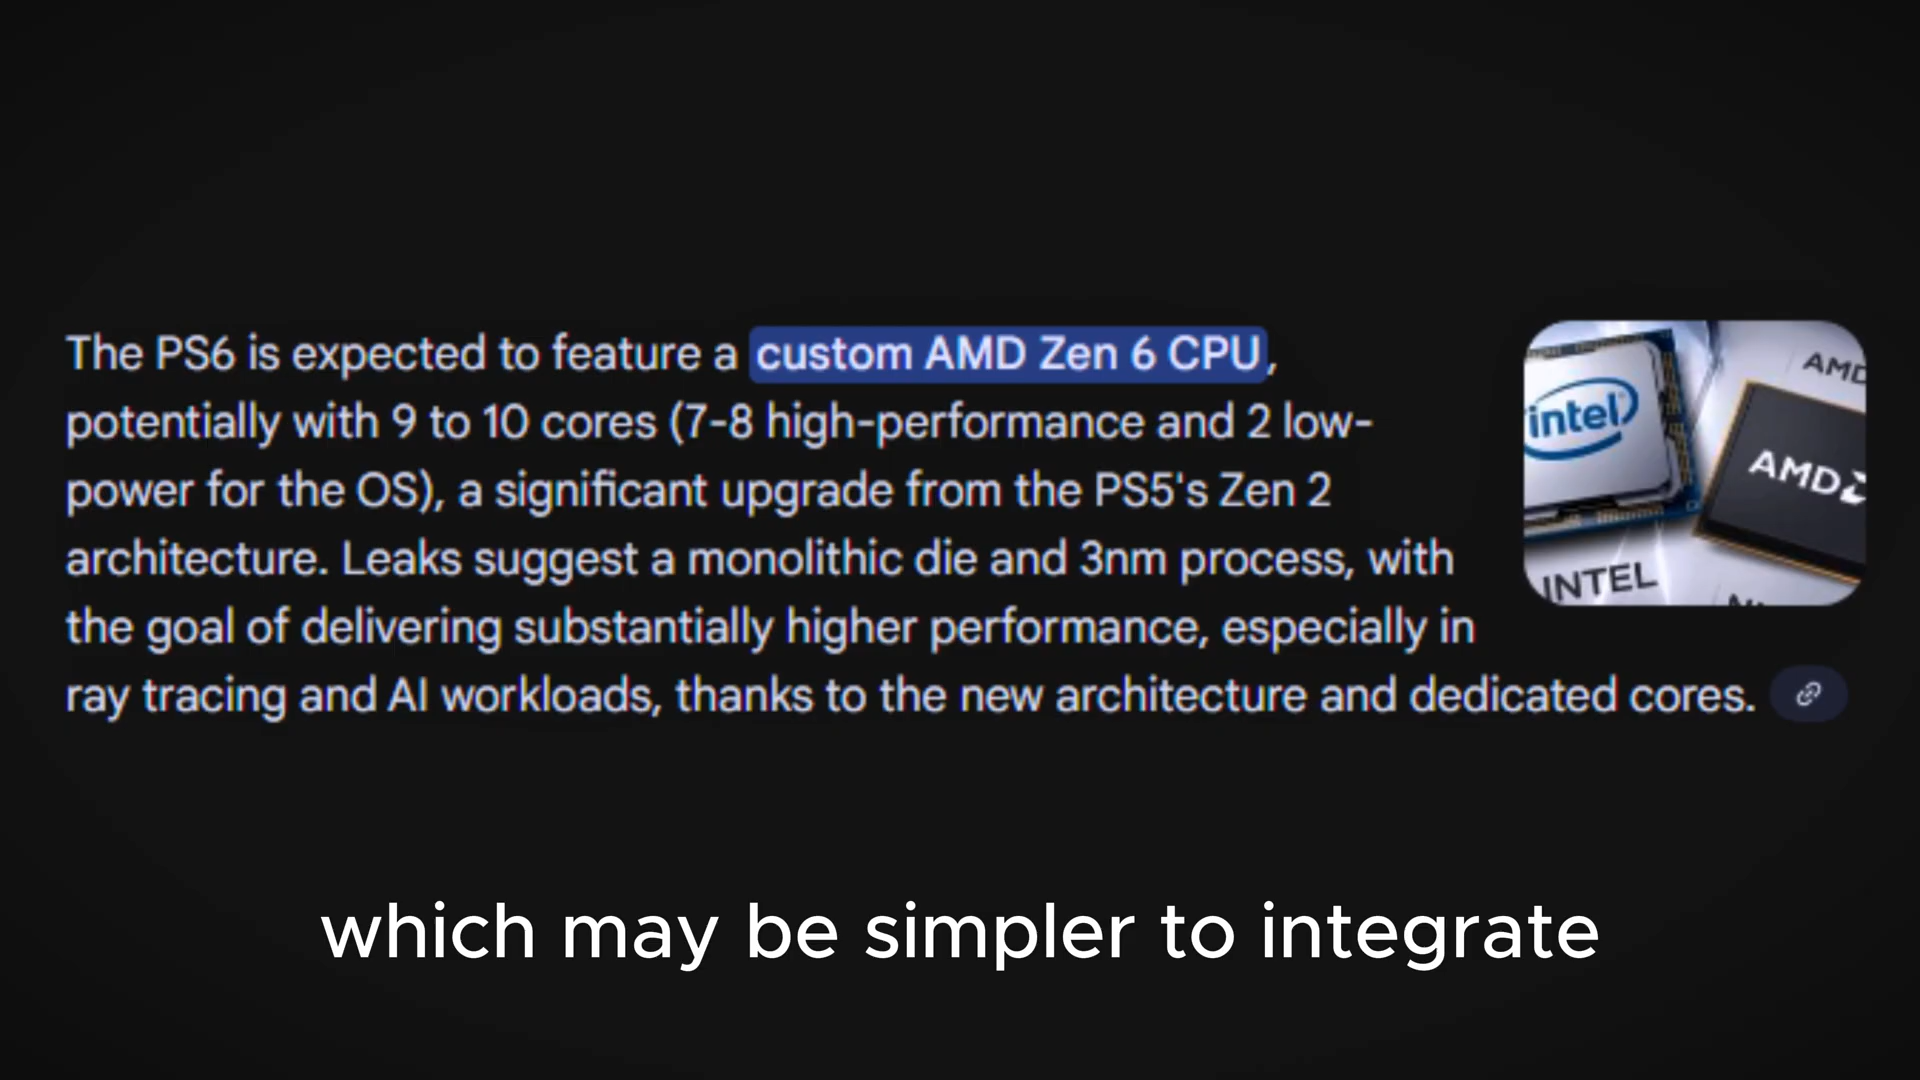 The PS6 is expected to feature a custom AMD Zen 6 CPU,
potentially with 9 to 10 cores (7-8 high-performance and 2 low-
power for the OS), a significant upgrade from the PS5's Zen 2
architecture. Leaks suggest a monolithic die and 3nm process, with
the goal of delivering substantially higher performance, especially in
ray tracing and AI workloads, thanks to the new architecture and dedicated cores.
intel
AMD
AMD
INTEL
which may be simpler to integrate